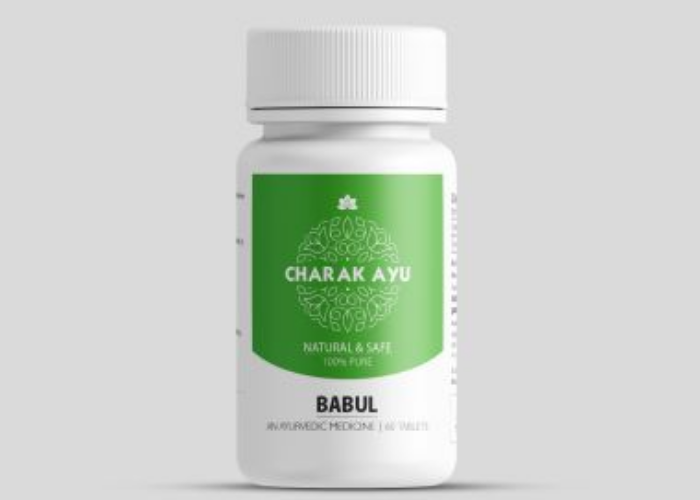 CHARAK AYU
NATURAL & SAFE
100% PURE
BABUL
AN AYURVEDIC MEDICINE | 60 TABLETS